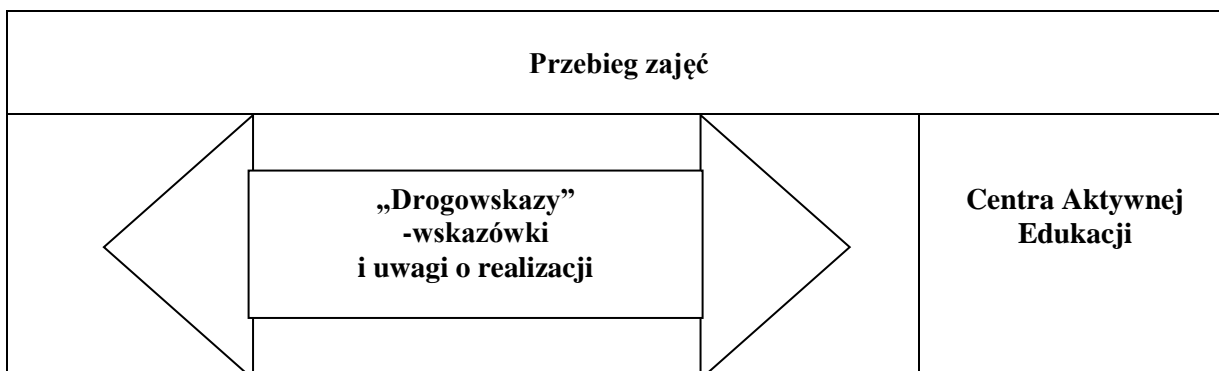 Przebieg zajęć
„Drogowskazy”
-wskazówki
i uwagi o realizacji
Centra Aktywnej
Edukacji